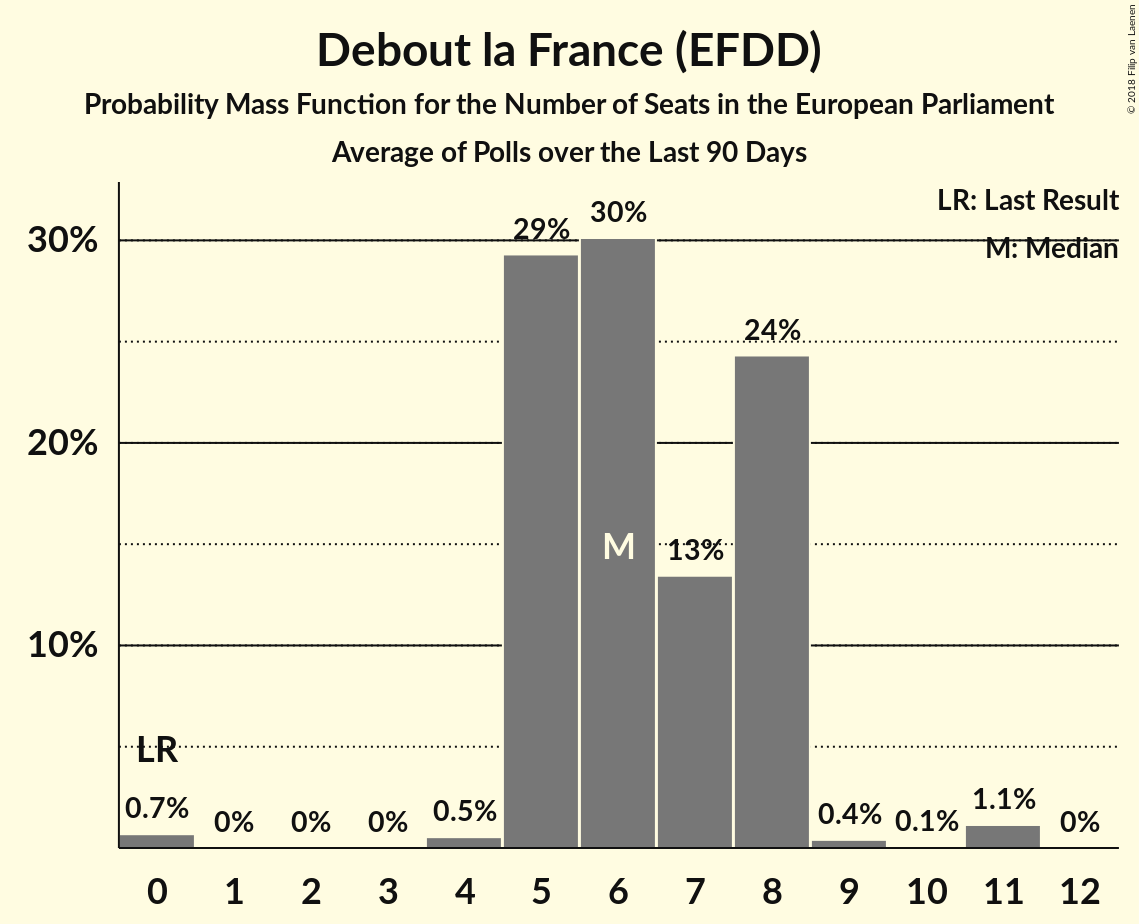 Debout la France (EFDD)
Probability Mass Function for the Number of Seats in the European Parliament
Average of Polls over the Last 90 Days
© 2018 Filip van Laenen
LR: Last Result
M: Median
30%
20%
10%
29%
30%
24%
13%
M
LR
0.7%
0%
0%
0%
0.5%
0.4%
0.1%
1.1%
0%
0 1 2 3 4 5 6 7 8 9 10 11 12